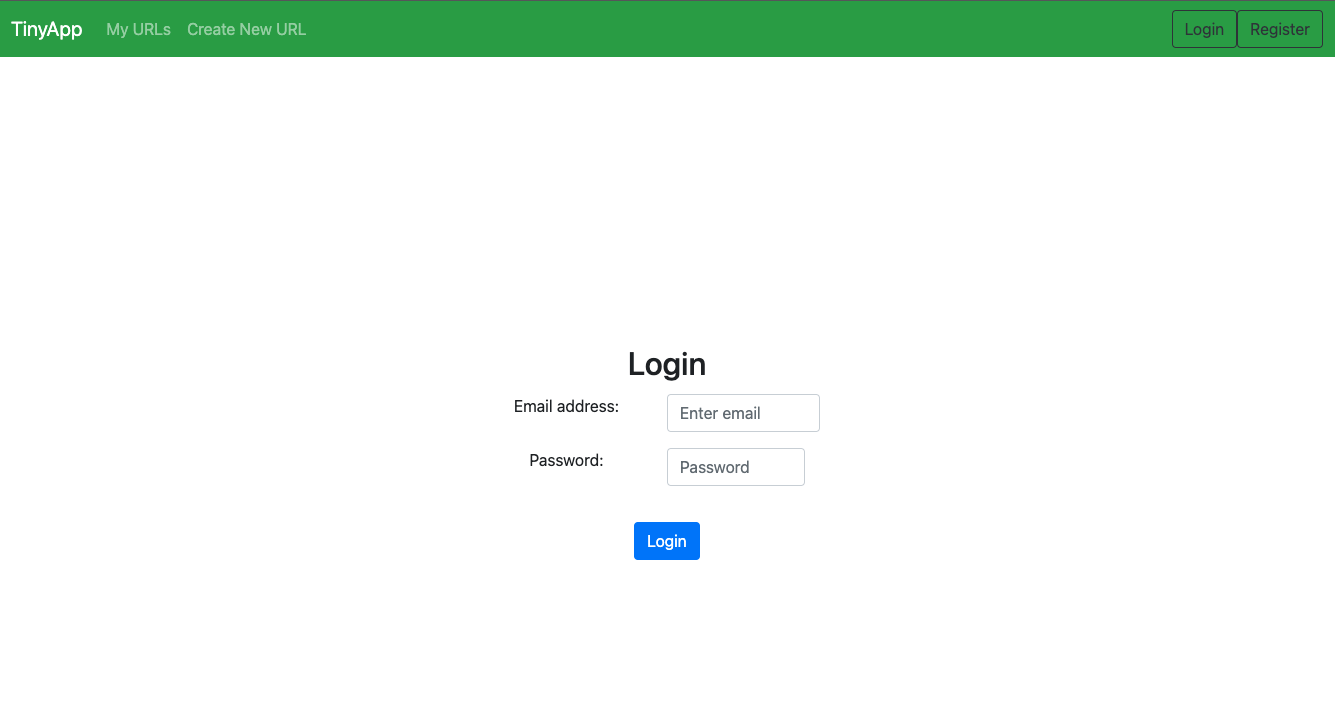 TinyApp My URLs Create New URL Login Register
Login
Email address: Enter email
Password: Password
Login